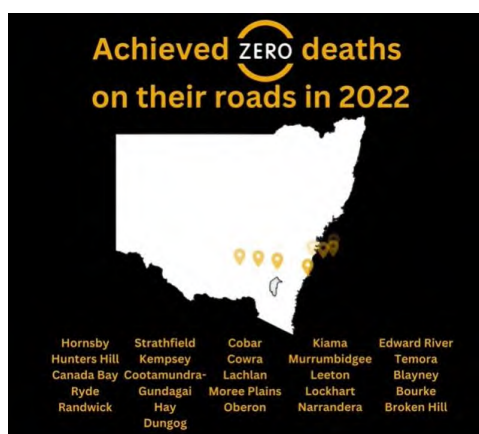 Achieved ZERO deaths
on their roads in 2022
Hornsby
Hunters Hill
Canada Bay
Ryde
Randwick
Strathfield
Kempsey
Cootamundra-
Gundagai
Hay
Dungog
Cobar
Cowra
Lachlan
Moree Plains
Oberon
Kiama
Murrumbidgee
Leeton
Lockhart
Narrandera
Edward River
Temora
Blayney
Bourke
Broken Hill